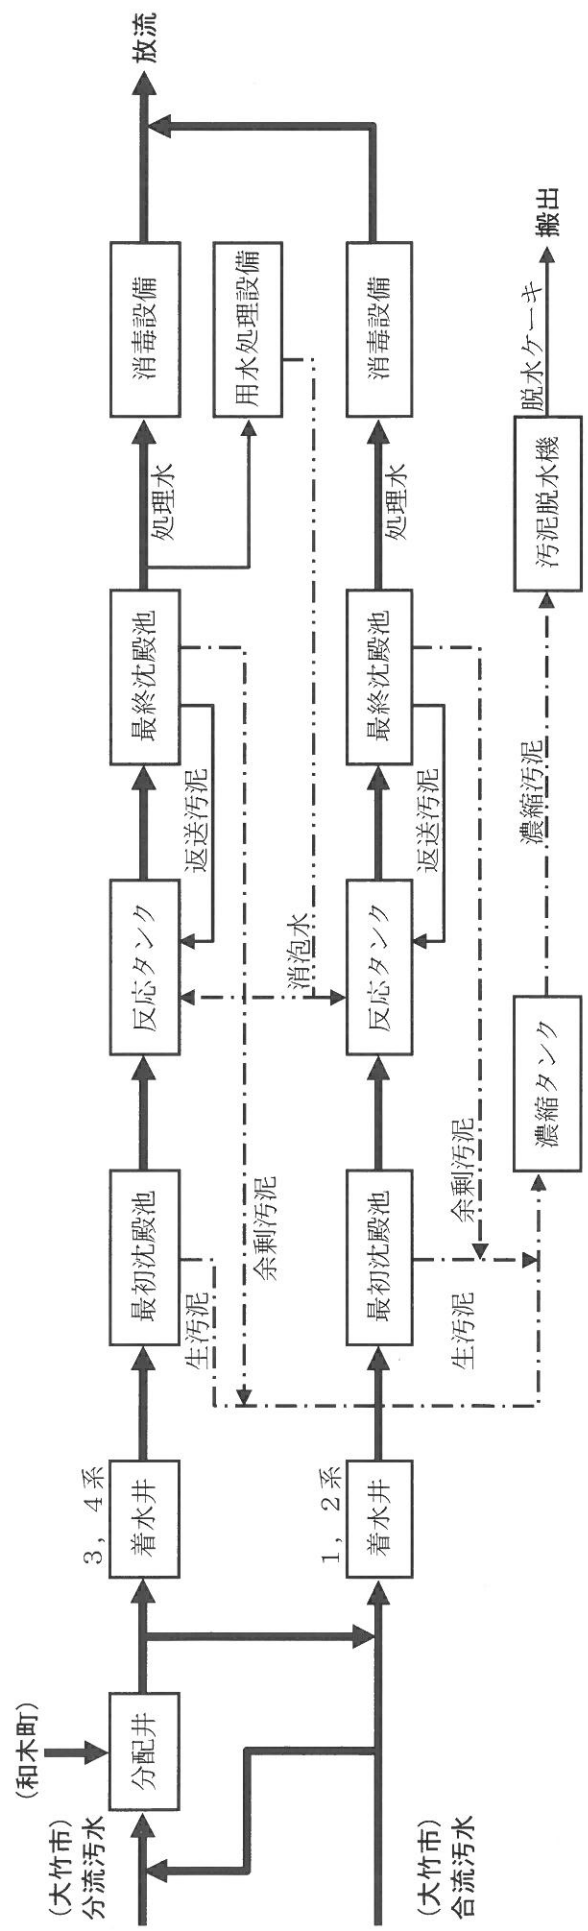 (和木町)
(大竹市)
分流汚水
分配井
3，4系
着水井
最初沈殿池
生汚泥
余剰汚泥
反応タンク
返送汚泥
最終沈殿池
処理水
消毒設備
放流
用水処理設備
消泡水
(大竹市)
合流汚水
1，2系
着水井
最初沈殿池
生汚泥
余剰汚泥
反応タンク
返送汚泥
最終沈殿池
処理水
消毒設備
濃縮タンク
濃縮汚泥
汚泥脱水機
脱水ケーキ
搬出